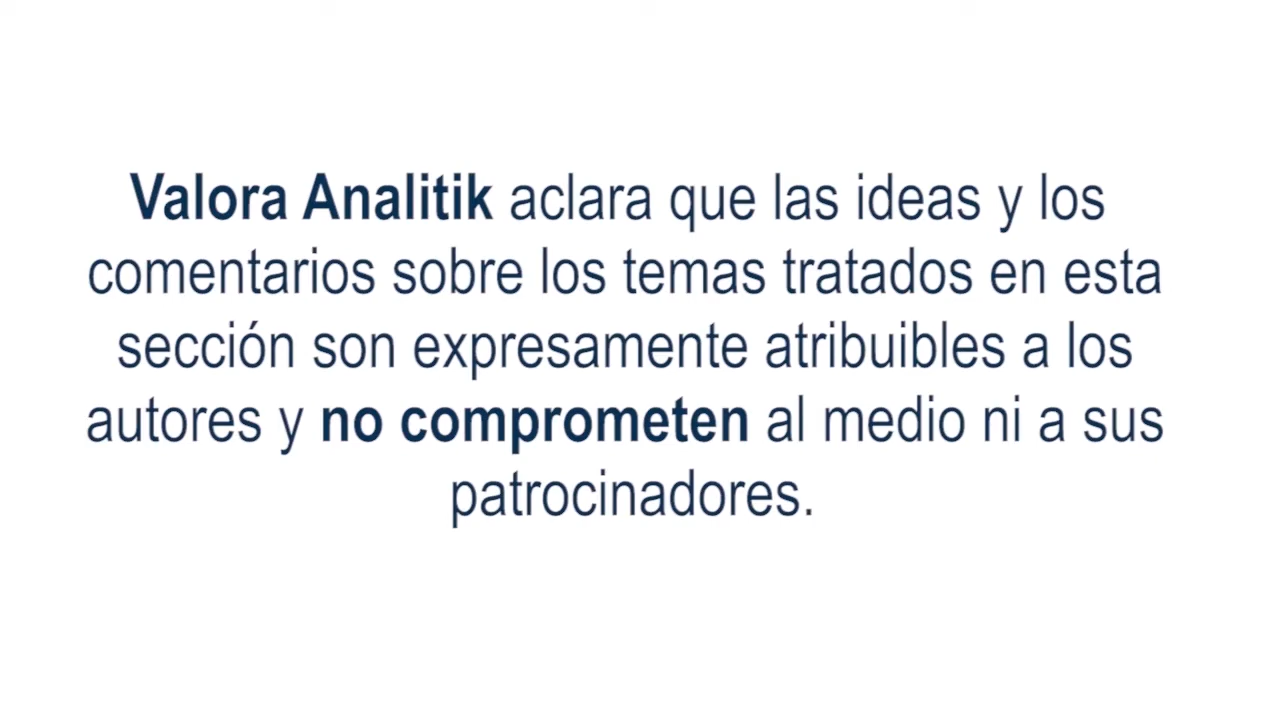 Valora Analitik aclara que las ideas y los
comentarios sobre los temas tratados en esta
sección son expresamente atribuibles a los
autores y no comprometen al medio ni a sus
patrocinadores.